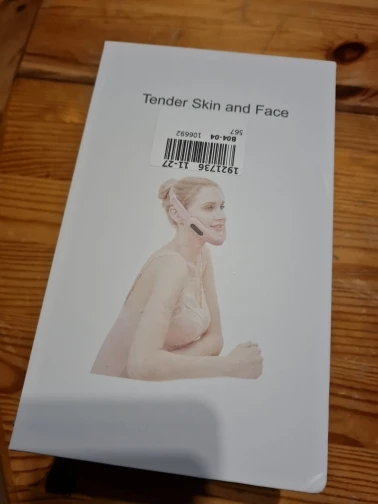 Tender Skin and Face
567
106692 B04-04
1921736 11-27